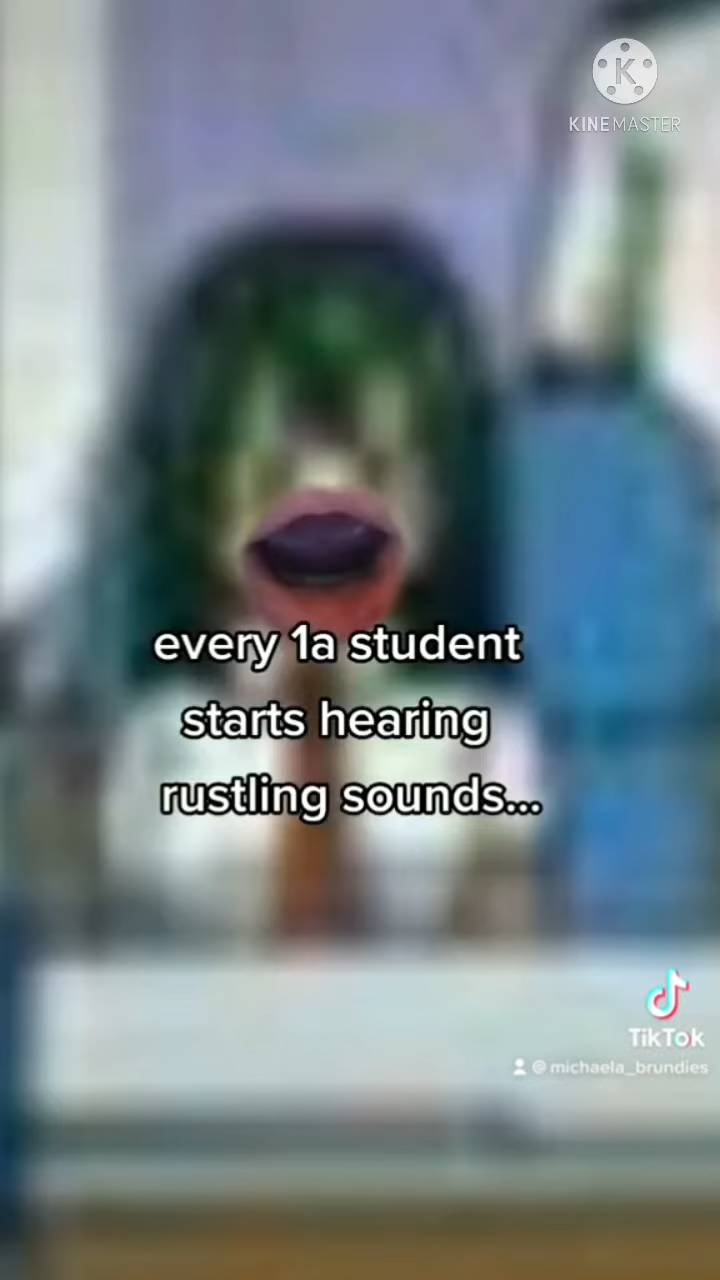 KINEMASTER
every 1a student
starts hearing
rustling sounds...
TikTok
@michaela_brundies